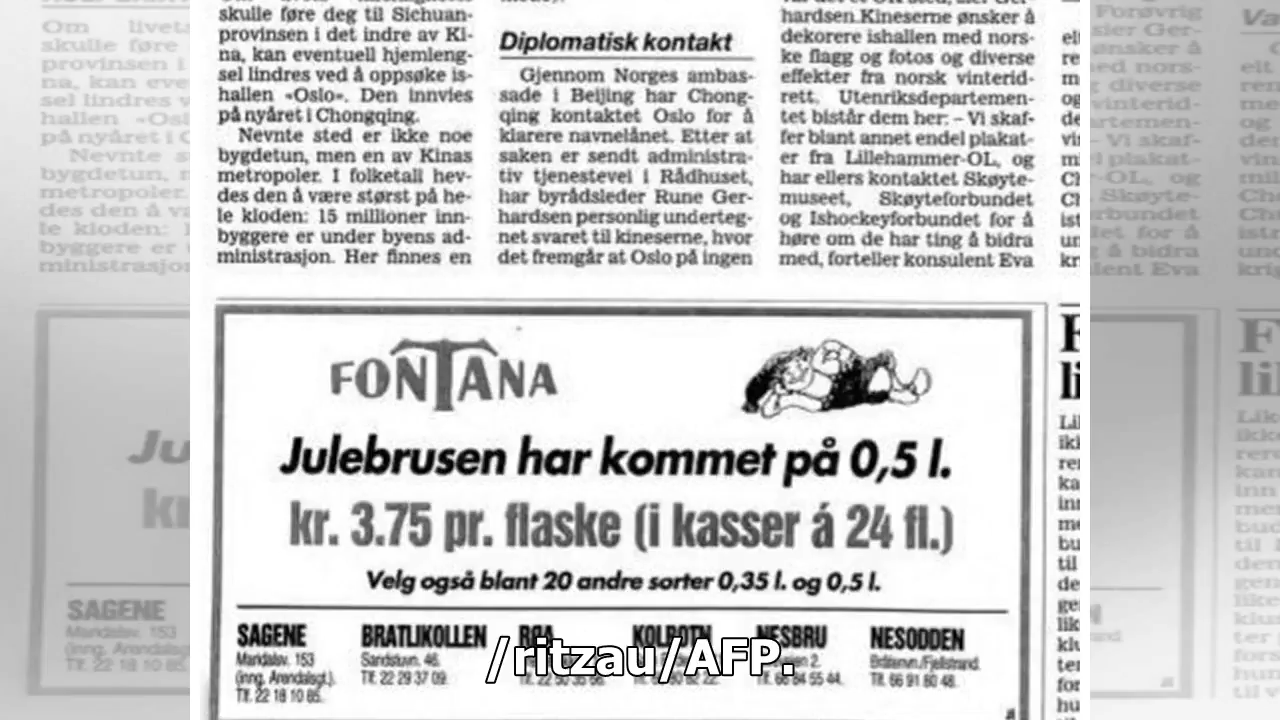 skulle føre deg til Sichuan-
provinsen i det indre av Ki-
na, kan eventuell hjemleng-
sel lindres ved å oppsøke is-
hallen «Oslo». Den innvies
på nyåret i Chongqing.
Nevnte sted er ikke noe
bygdetun, men en av Kinas
metropoler. I folketall hev-
des den å være størst på he-
le kloden: 15 millioner inn-
byggere er under byens ad-
ministrasjon. Her finnes en
Diplomatisk kontakt
Gjennom Norges ambas-
sade i Beijing har Chong-
qing kontaktet Oslo for å
klarere navnelånet. Etter at
saken er sendt administra-
tiv tjenestevei i Rådhuset,
har byrådsleder Rune Ger-
hardsen personlig underteg-
net svaret til kineserne, hvor
det fremgår at Oslo på ingen
hardsen. Kineserne ønsker å
dekorere ishallen med nors-
ke flagg og fotos og diverse
effekter fra norsk vinterid-
rett. Utenriksdepartemen-
tet bistår dem her: – Vi skaf-
fer blant annet endel plakat-
er fra Lillehammer-OL, og
har ellers kontaktet Skøyte-
museet, Skøyteforbundet
og Ishockeyforbundet for å
høre om de har ting å bidra
med, forteller konsulent Eva
FONTANA
Julebrusen har kommet på 0,5 l.
kr. 3.75 pr. flaske (i kasser á 24 fl.)
Velg også blant 20 andre sorter 0,35 l. og 0,5 l.
SAGENE
Mandalsv. 153
(inng. Arendalsgt.)
Tlf. 22 18 10 85.
BRATLIKOLLEN
Sandstuvn. 46.
Tlf. 22 29 37 09.
ROA
KOLBOTN
NESBRU
Tlf. 66 84 55 44.
NESODDEN
Tlf. 66 91 80 48.
/ritzau/AFP.